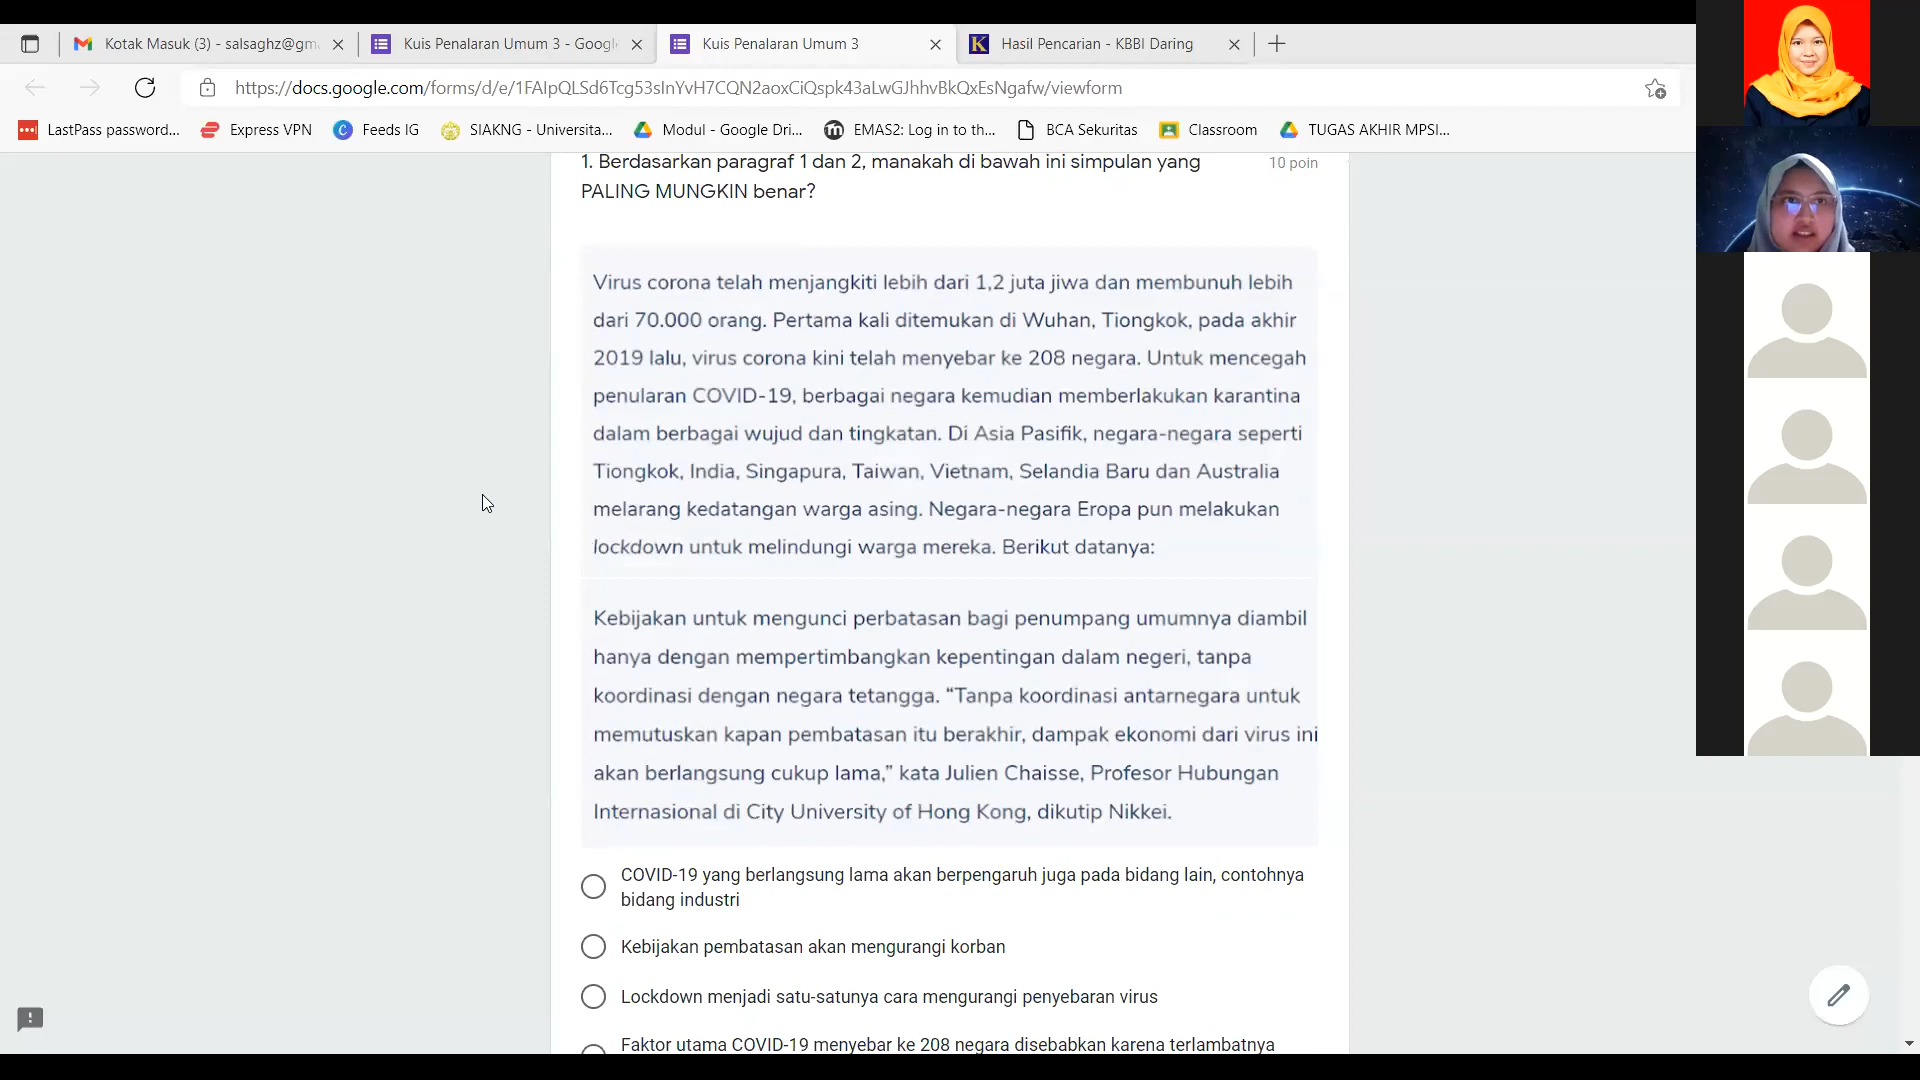 Kotak Masuk (3) - salsaghz@gm
Kuis Penalaran Umum 3 - Googl
Kuis Penalaran Umum 3
Hasil Pencarian - KBBI Daring
https://docs.google.com/forms/d/e/1FAIpQLSd6Tcg53sInYvH7CQN2aoxCiQspk43aLwGJhhvBkQxEsNgafw/viewform
LastPass password...
Express VPN
Feeds IG
SIAKNG - Universita...
Modul - Google Dri...
EMAS2: Log in to th...
BCA Sekuritas
Classroom
TUGAS AKHIR MPSI...
1. Berdasarkan paragraf 1 dan 2, manakah di bawah ini simpulan yang
PALING MUNGKIN benar?
10 poin
Virus corona telah menjangkiti lebih dari 1,2 juta jiwa dan membunuh lebih
dari 70.000 orang. Pertama kali ditemukan di Wuhan, Tiongkok, pada akhir
2019 lalu, virus corona kini telah menyebar ke 208 negara. Untuk mencegah
penularan COVID-19, berbagai negara kemudian memberlakukan karantina
dalam berbagai wujud dan tingkatan. Di Asia Pasifik, negara-negara seperti
Tiongkok, India, Singapura, Taiwan, Vietnam, Selandia Baru dan Australia
melarang kedatangan warga asing. Negara-negara Eropa pun melakukan
lockdown untuk melindungi warga mereka. Berikut datanya:
Kebijakan untuk mengunci perbatasan bagi penumpang umumnya diambil
hanya dengan mempertimbangkan kepentingan dalam negeri, tanpa
koordinasi dengan negara tetangga. “Tanpa koordinasi antarnegara untuk
memutuskan kapan pembatasan itu berakhir, dampak ekonomi dari virus ini
akan berlangsung cukup lama,” kata Julien Chaisse, Profesor Hubungan
Internasional di City University of Hong Kong, dikutip Nikkei.
COVID-19 yang berlangsung lama akan berpengaruh juga pada bidang lain, contohnya
bidang industri
Kebijakan pembatasan akan mengurangi korban
Lockdown menjadi satu-satunya cara mengurangi penyebaran virus
Faktor utama COVID-19 menyebar ke 208 negara disebabkan karena terlambatnya